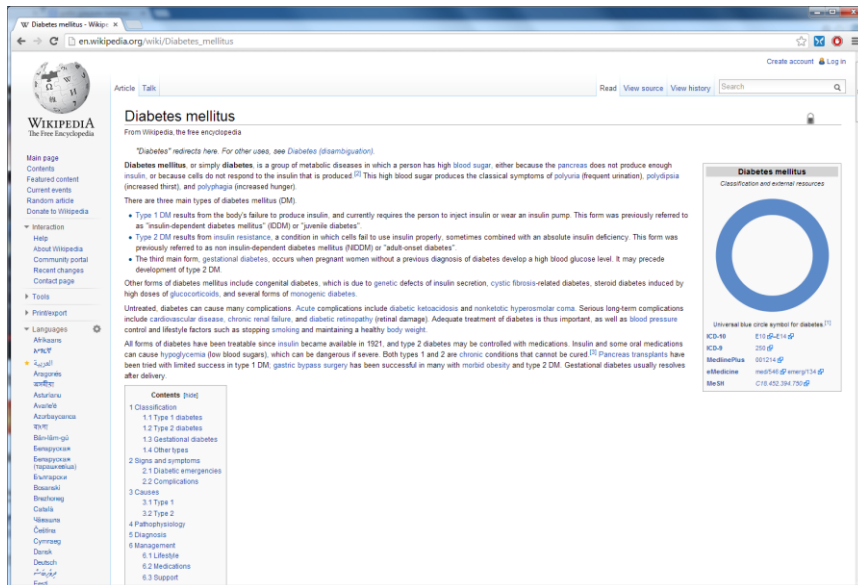 Diabetes mellitus - Wikipe
en.wikipedia.org/wiki/Diabetes_mellitus
Create account Log in
Article Talk
Read View source View history Search
WIKIPEDIA
The Free Encyclopedia
Main page
Contents
Featured content
Current events
Random article
Donate to Wikipedia
Interaction
Help
About Wikipedia
Community portal
Recent changes
Contact page
Tools
Print/export
Languages
Afrikaans
አማርኛ
العربية
Aragonés
অসমীয়া
Asturianu
Azərbaycanca
বাংলা
Bân-lâm-gú
Беларуская
Беларуская
(тарашкевіца)
Български
Bosanski
Brezhoneg
Català
Čeština
Cymraeg
Dansk
Deutsch
Eesti
Diabetes mellitus
From Wikipedia, the free encyclopedia
"Diabetes" redirects here. For other uses, see Diabetes (disambiguation).
Diabetes mellitus, or simply diabetes, is a group of metabolic diseases in which a person has high blood sugar, either because the pancreas does not produce enough
insulin, or because cells do not respond to the insulin that is produced.[2] This high blood sugar produces the classical symptoms of polyuria (frequent urination), polydipsia
(increased thirst), and polyphagia (increased hunger).
There are three main types of diabetes mellitus (DM).
Type 1 DM results from the body's failure to produce insulin, and currently requires the person to inject insulin or wear an insulin pump. This form was previously referred to
as "insulin-dependent diabetes mellitus" (IDDM) or "juvenile diabetes".
Type 2 DM results from insulin resistance, a condition in which cells fail to use insulin properly, sometimes combined with an absolute insulin deficiency. This form was
previously referred to as non insulin-dependent diabetes mellitus (NIDDM) or "adult-onset diabetes".
The third main form, gestational diabetes, occurs when pregnant women without a previous diagnosis of diabetes develop a high blood glucose level. It may precede
development of type 2 DM.
Other forms of diabetes mellitus include congenital diabetes, which is due to genetic defects of insulin secretion, cystic fibrosis-related diabetes, steroid diabetes induced by
high doses of glucocorticoids, and several forms of monogenic diabetes.
Untreated, diabetes can cause many complications. Acute complications include diabetic ketoacidosis and nonketotic hyperosmolar coma. Serious long-term complications
include cardiovascular disease, chronic renal failure, and diabetic retinopathy (retinal damage). Adequate treatment of diabetes is thus important, as well as blood pressure
control and lifestyle factors such as stopping smoking and maintaining a healthy body weight.
All forms of diabetes have been treatable since insulin became available in 1921, and type 2 diabetes may be controlled with medications. Insulin and some oral medications
can cause hypoglycemia (low blood sugars), which can be dangerous if severe. Both types 1 and 2 are chronic conditions that cannot be cured.[3] Pancreas transplants have
been tried with limited success in type 1 DM; gastric bypass surgery has been successful in many with morbid obesity and type 2 DM. Gestational diabetes usually resolves
after delivery.
Contents [hide]
1 Classification
1.1 Type 1 diabetes
1.2 Type 2 diabetes
1.3 Gestational diabetes
1.4 Other types
2 Signs and symptoms
2.1 Diabetic emergencies
2.2 Complications
3 Causes
3.1 Type 1
3.2 Type 2
4 Pathophysiology
5 Diagnosis
6 Management
6.1 Lifestyle
6.2 Medications
6.3 Support
Diabetes mellitus
Classification and external resources
Universal blue circle symbol for diabetes.[1]
ICD-10 E10-E14
ICD-9 250
MedlinePlus 001214
eMedicine med/546 emerg/134
MeSH C18.452.394.750